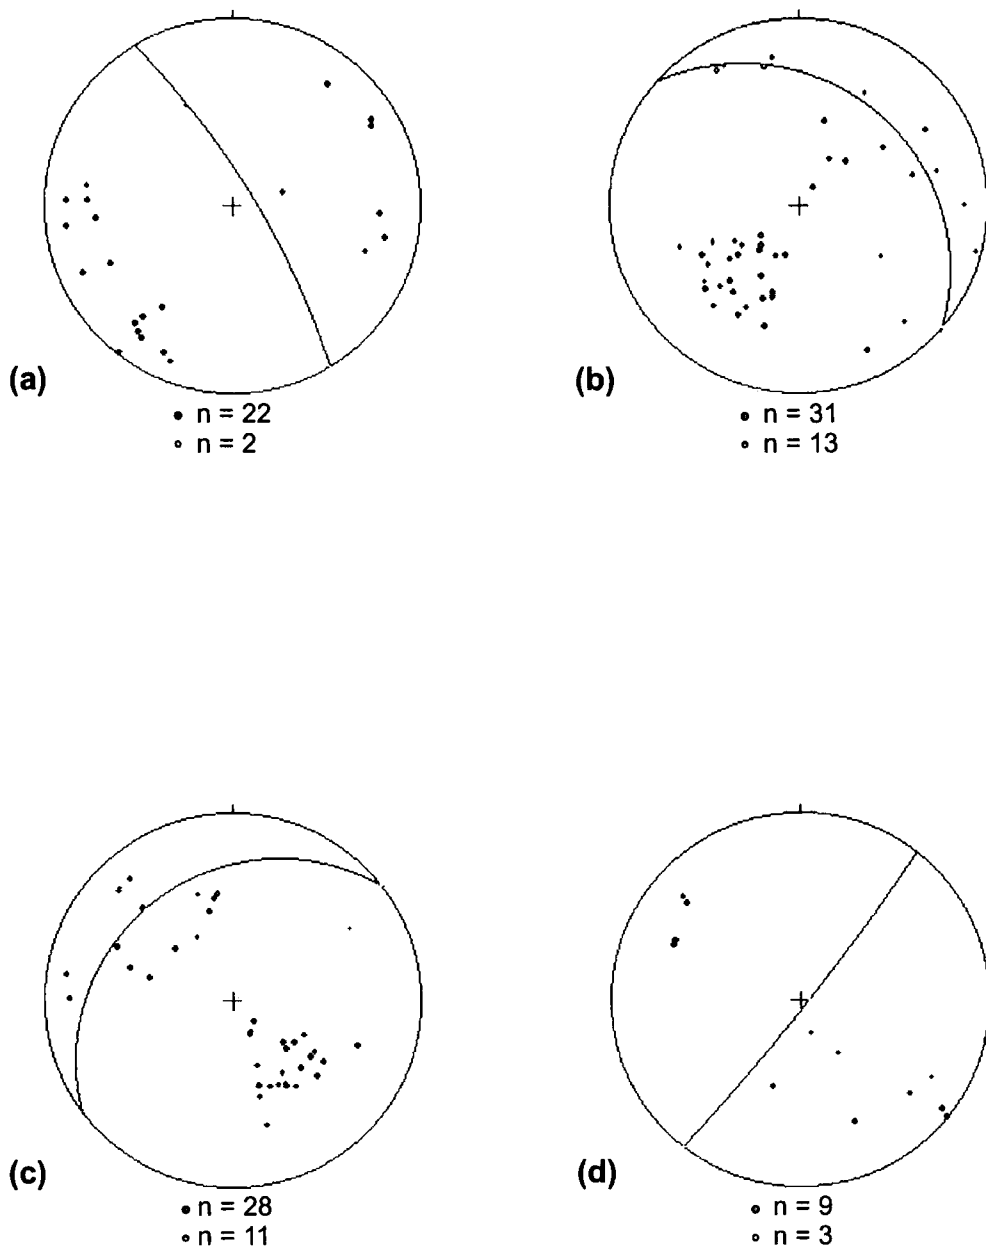 (a)
n = 22
n = 2
(b)
n = 31
n = 13
(c)
n = 28
n = 11
(d)
n = 9
n = 3